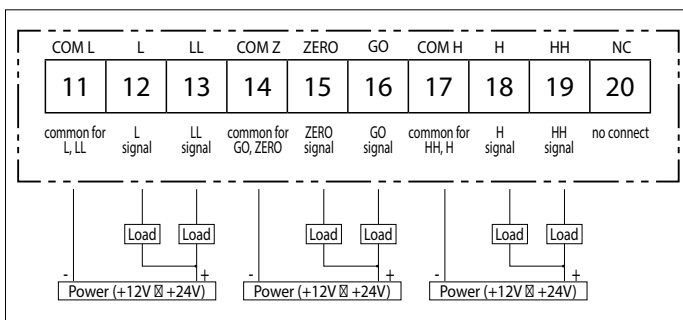 COM L L LL COM Z ZERO GO COM H H HH NC
11 12 13 14 15 16 17 18 19 20
common for L LL common for ZERO GO common for H HH no connect
L, LL signal signal GO, ZERO signal signal HH, H signal signal
Load Load Load Load Load Load
- + - + - +
Power (+12V +24V) Power (+12V +24V) Power (+12V +24V)